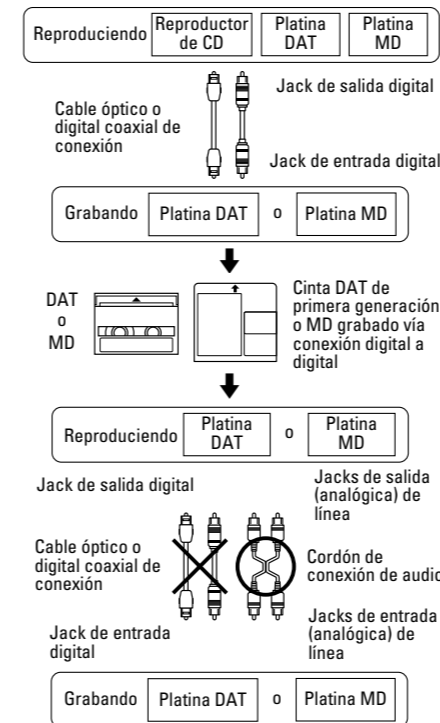 Reproduciendo
Reproductor
de CD
Platina
DAT
Platina
MD
Jack de salida digital
Cable óptico o
digital coaxial de
conexión
Jack de entrada digital
Grabando
Platina DAT
o
Platina MD
DAT
o
MD
Cinta DAT de
primera generación
o MD grabado vía
conexión digital a
digital
Reproduciendo
Platina
DAT
o
Platina
MD
Jack de salida digital
Jacks de salida
(analógica) de
línea
Cable óptico o
digital coaxial de
conexión
Cordón de
conexión de audio
Jack de entrada
digital
Jacks de entrada
(analógica) de
línea
Grabando
Platina DAT
o
Platina MD